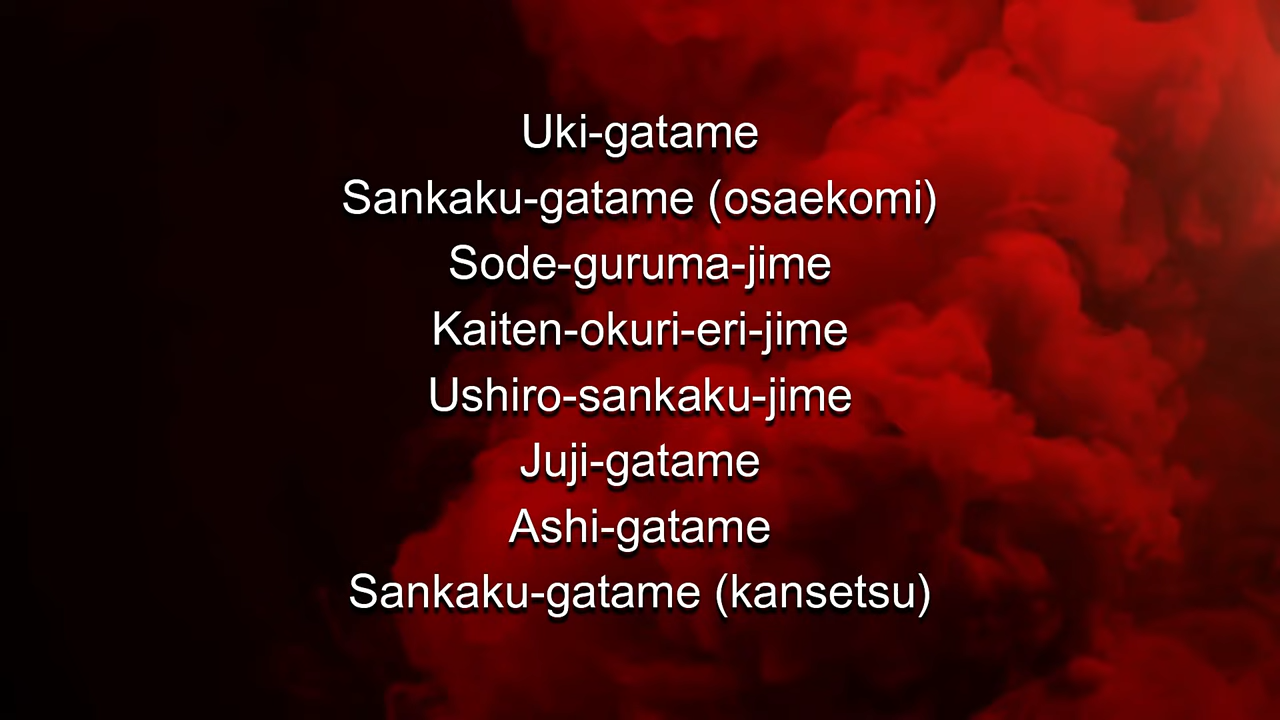 Uki-gatame
Sankaku-gatame (osaekomi)
Sode-guruma-jime
Kaiten-okuri-eri-jime
Ushiro-sankaku-jime
Juji-gatame
Ashi-gatame
Sankaku-gatame (kansetsu)